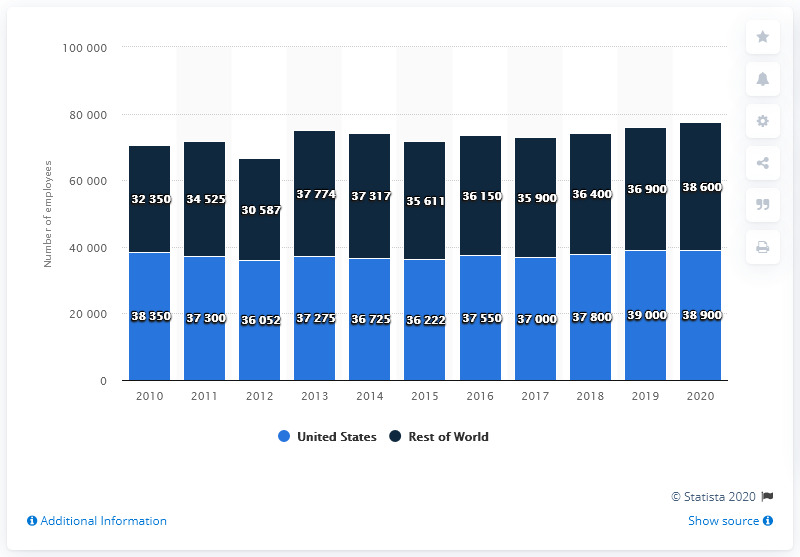 100 000
80 000
60 000
40 000
20 000
0
Number of employees
32 350 34 525 30 587 37 774 37 317 35 611 36 150 35 900 36 400 36 900 38 600
38 350 37 300 36 052 37 275 36 725 36 222 37 550 37 000 37 800 39 000 38 900
2010 2011 2012 2013 2014 2015 2016 2017 2018 2019 2020
United States Rest of World
© Statista 2020
Additional Information Show source